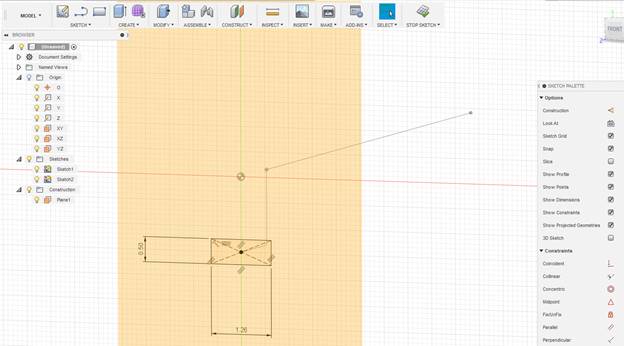 MODEL
SKETCH
CREATE
MODIFY
ASSEMBLE
CONSTRUCT
INSPECT
INSERT
MAKE
ADD-INS
SELECT
STOP SKETCH
BROWSER
(Unsaved)
Document Settings
Named Views
Origin
O
X
Y
Z
XY
XZ
YZ
Sketches
Sketch1
Sketch2
Construction
Plane1
0.50
1.26
FRONT
Z
SKETCH PALETTE
Options
Construction
Look At
Sketch Grid
Snap
Slice
Show Profile
Show Points
Show Dimensions
Show Constraints
Show Projected Geometries
3D Sketch
Constraints
Coincident
Collinear
Concentric
Midpoint
Fix/UnFix
Parallel
Perpendicular